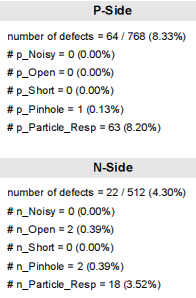 P-Side
number of defects = 64 / 768 (8.33%)
# p_Noisy = 0 (0.00%)
# p_Open = 0 (0.00%)
# p_Short = 0 (0.00%)
# p_Pinhole = 1 (0.13%)
# p_Particle_Resp = 63 (8.20%)
N-Side
number of defects = 22 / 512 (4.30%)
# n_Noisy = 0 (0.00%)
# n_Open = 2 (0.39%)
# n_Short = 0 (0.00%)
# n_Pinhole = 2 (0.39%)
# n_Particle_Resp = 18 (3.52%)